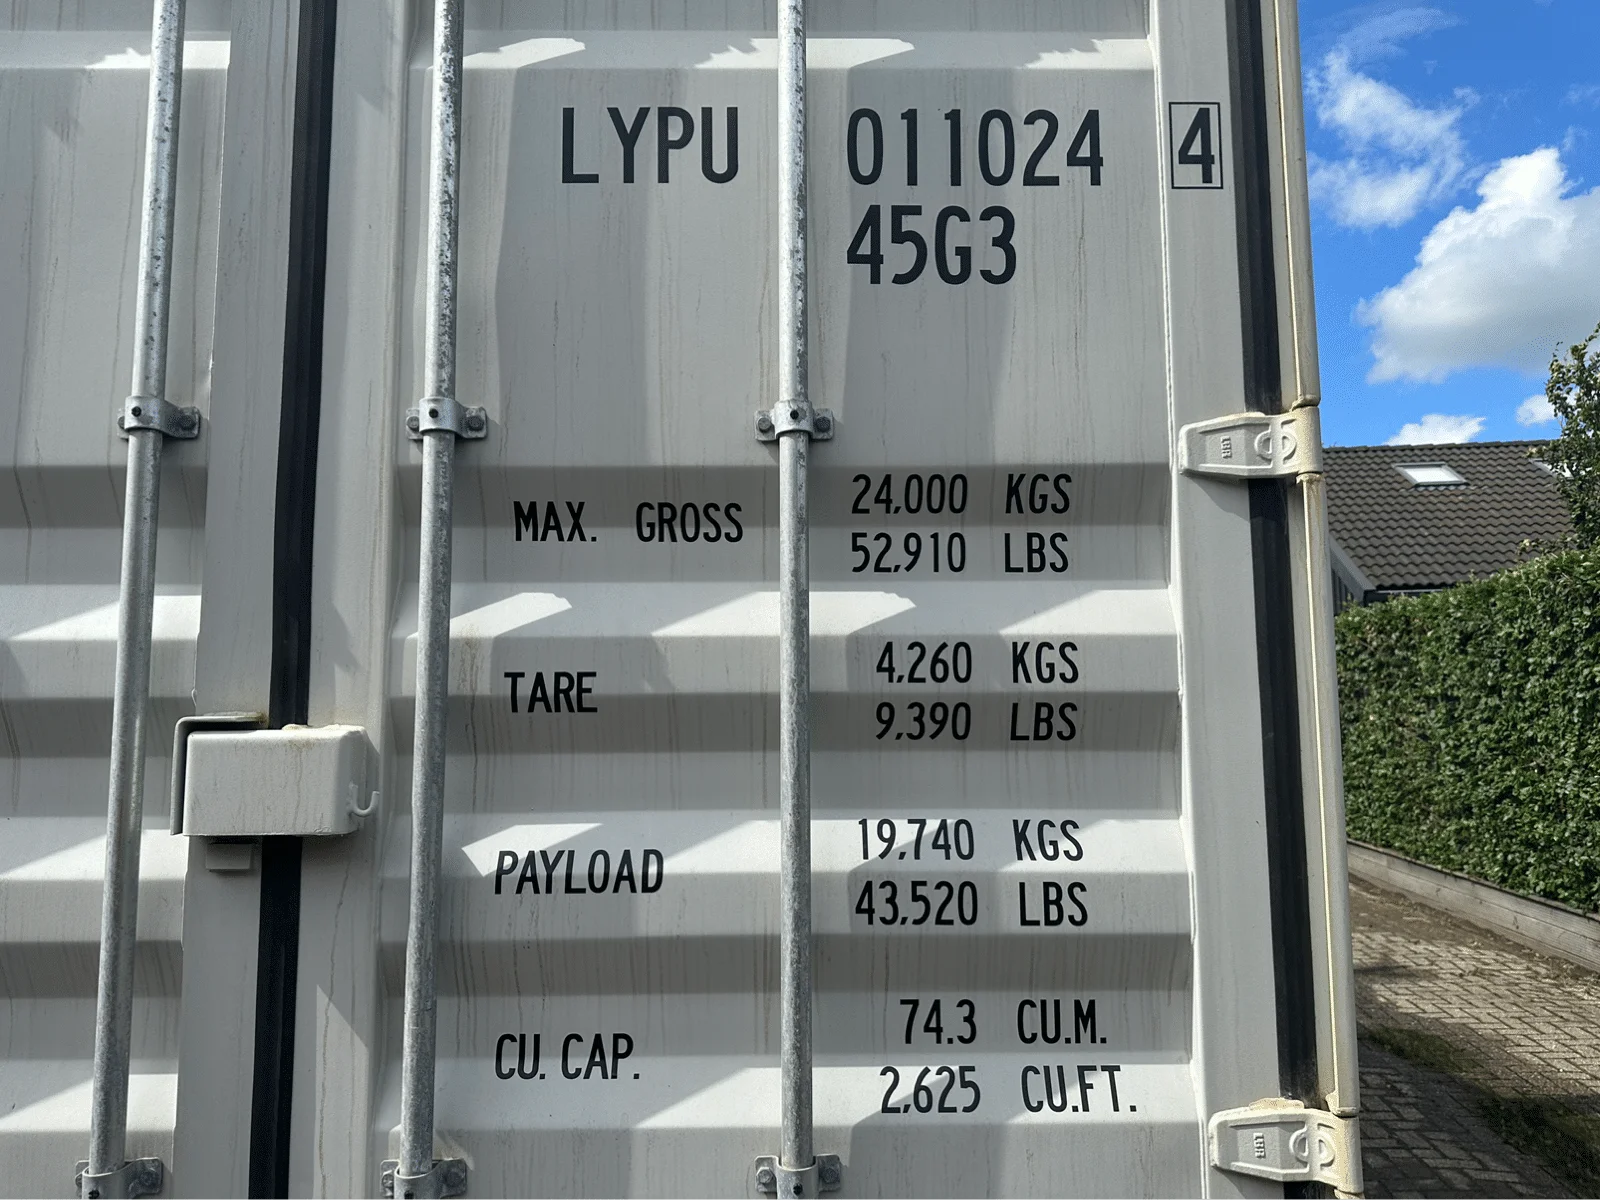 LYPU 011024 4
45G3
MAX. GROSS 24,000 KGS
52,910 LBS
TARE 4,260 KGS
9,390 LBS
PAYLOAD 19,740 KGS
43,520 LBS
CU. CAP. 74.3 CU.M.
2,625 CU.FT.